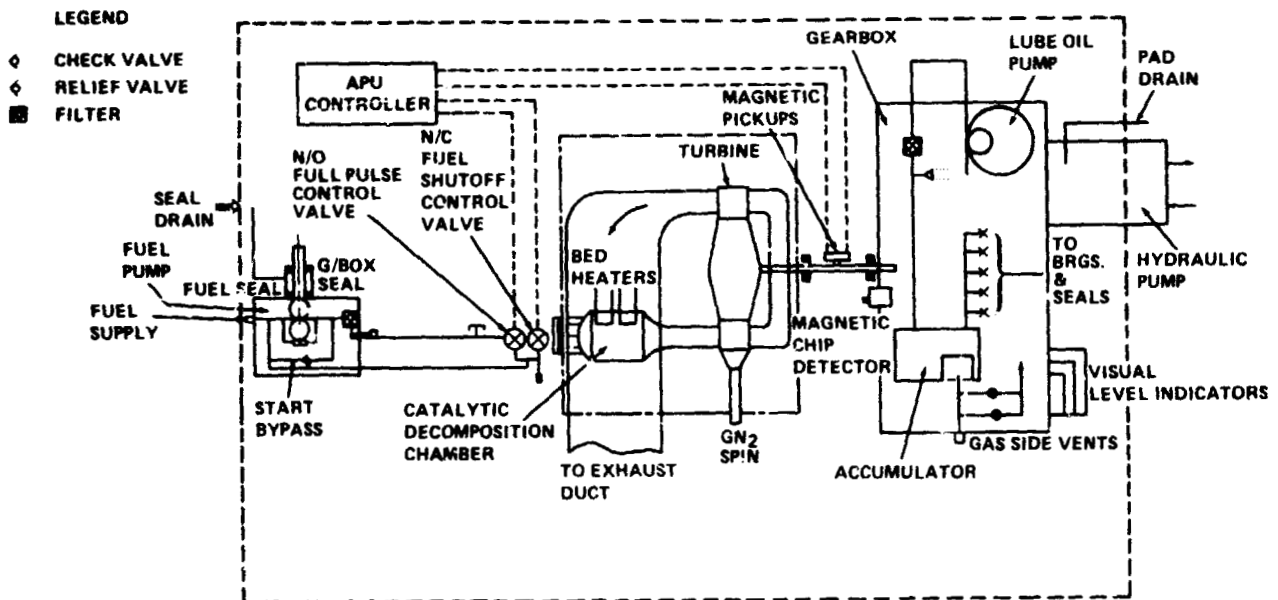 LEGEND
CHECK VALVE
RELIEF VALVE
FILTER
APU
CONTROLLER
N/O
FULL PULSE
CONTROL
VALVE
N/C
FUEL
SHUTOFF
CONTROL
VALVE
SEAL
DRAIN
FUEL
PUMP
FUEL SEAL
G/BOX
SEAL
FUEL
SUPPLY
START
BYPASS
BED
HEATERS
TURBINE
MAGNETIC
PICKUPS
CATALYTIC
DECOMPOSITION
CHAMBER
TO EXHAUST
DUCT
GN2
SPIN
GEARBOX
LUBE OIL
PUMP
PAD
DRAIN
MAGNETIC
CHIP
DETECTOR
TO
BRGS.
&
SEALS
HYDRAULIC
PUMP
VISUAL
LEVEL INDICATORS
GAS SIDE VENTS
ACCUMULATOR